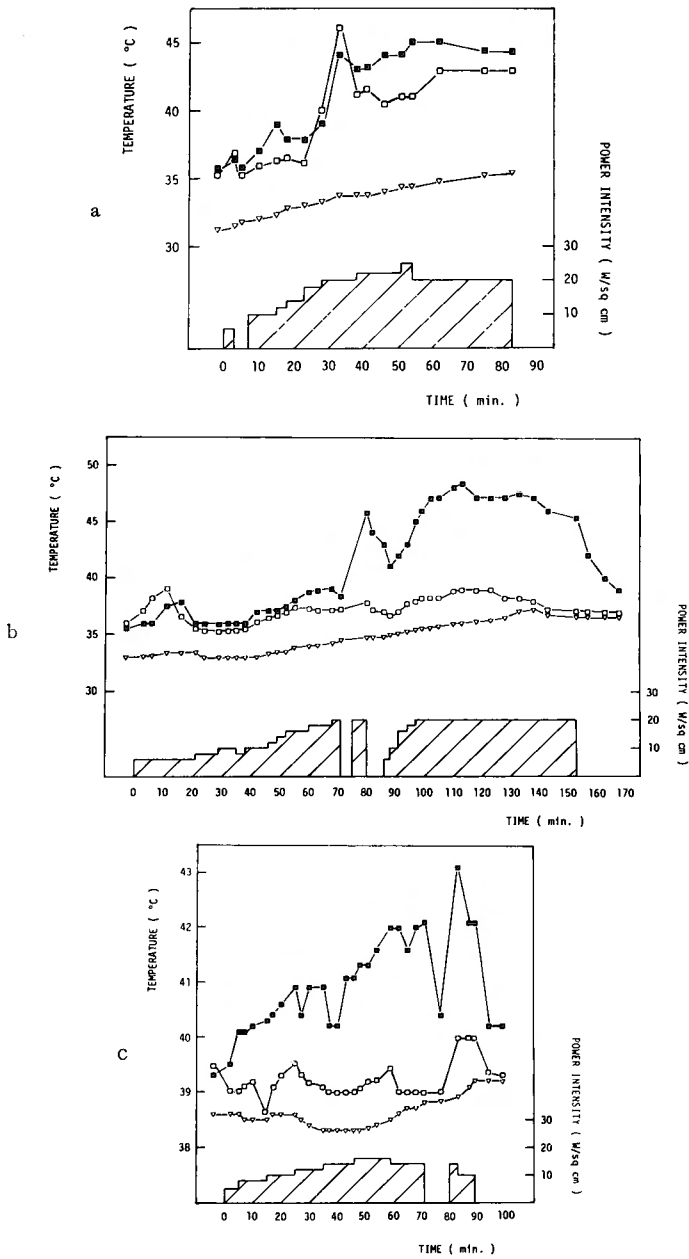 a
TEMPERATURE ( °C )
45
40
35
30
POWER INTENSITY ( W/sq cm )
30
20
10
0 10 20 30 40 50 60 70 80 90
TIME ( min. )
b
TEMPERATURE ( °C )
50
45
40
35
30
POWER INTENSITY ( W/sq cm )
30
20
10
0 10 20 30 40 50 60 70 80 90 100 110 120 130 140 150 160 170
TIME ( min. )
c
TEMPERATURE ( °C )
43
42
41
40
39
38
POWER INTENSITY ( W/sq cm )
30
20
10
0 10 20 30 40 50 60 70 80 90 100
TIME ( min. )